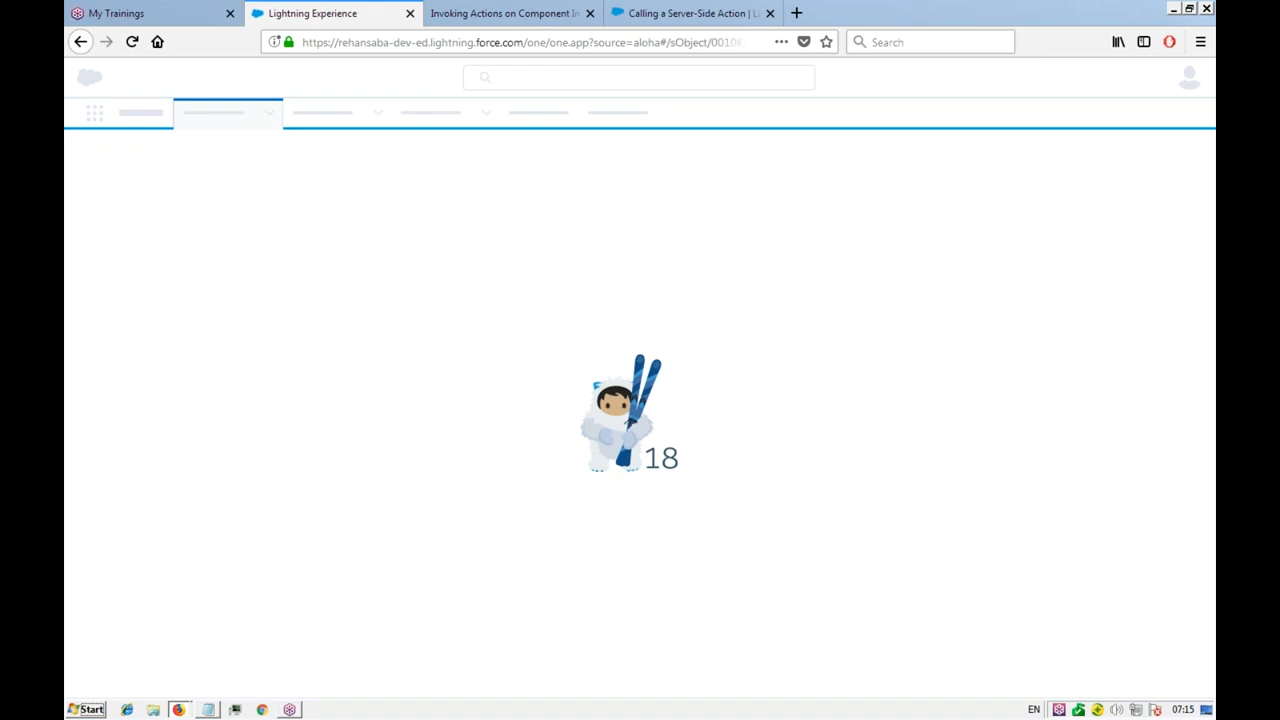 My Trainings
Lightning Experience
Invoking Actions on Component In
Calling a Server-Side Action | Li
https://rehansaba-dev-ed.lightning.force.com/one/one.app?source=aloha#/sObject/0010
Search
18
Start
EN
07:15